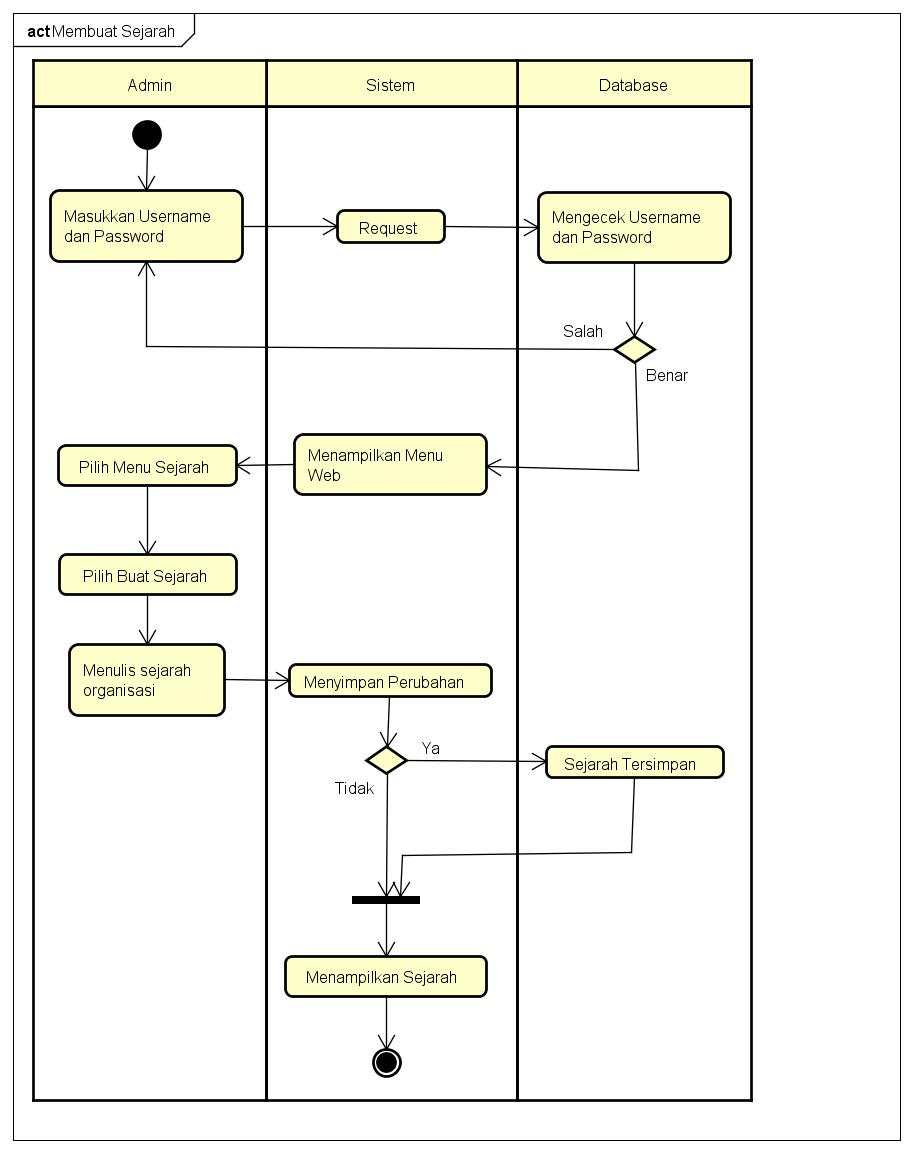 act Membuat Sejarah
Admin
Sistem
Database
Masukkan Username
dan Password
Request
Mengecek Username
dan Password
Salah
Benar
Menampilkan Menu
Web
Pilih Menu Sejarah
Pilih Buat Sejarah
Menulis sejarah
organisasi
Menyimpan Perubahan
Ya
Sejarah Tersimpan
Tidak
Menampilkan Sejarah